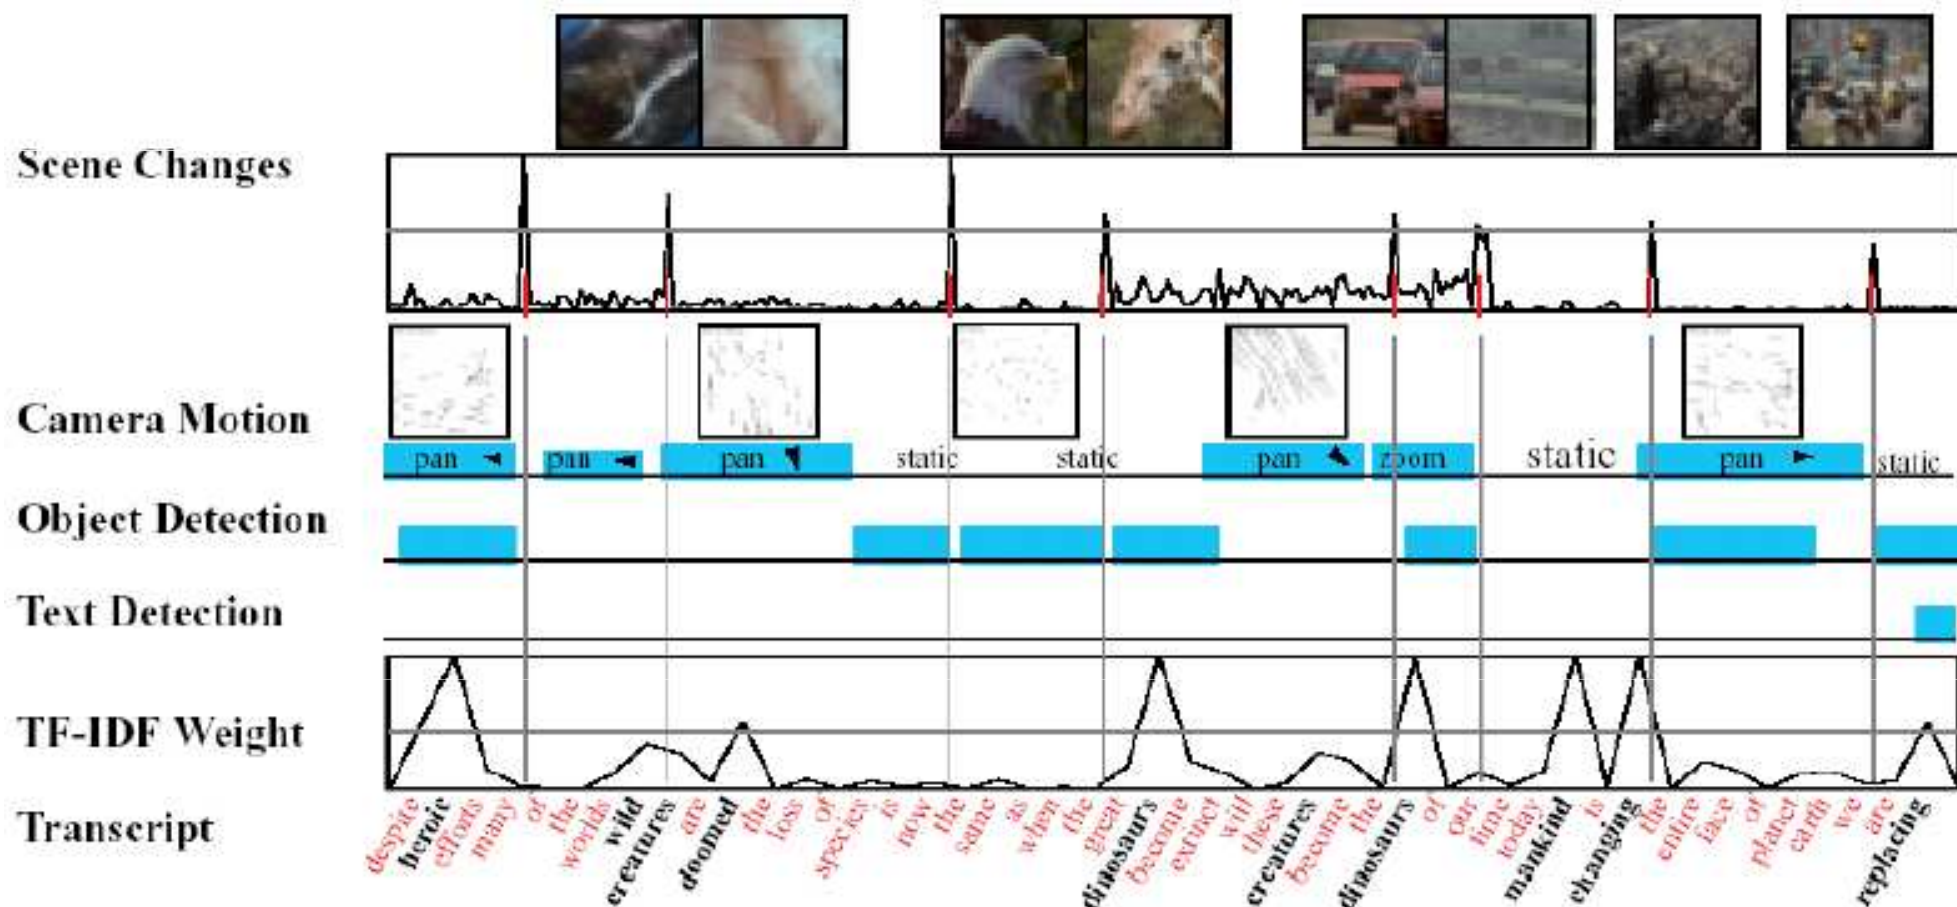 Scene Changes
Camera Motion
pan pan pan static static pan zoom static pan static
Object Detection
Text Detection
TF-IDF Weight
Transcript
despite heroic efforts many of the worlds wild creatures are doomed the loss of species is now the same as when the great dinosaurs become extinct will these creatures become the dinosaurs of our time today mankind is changing the entire face of planet earth we are replacing